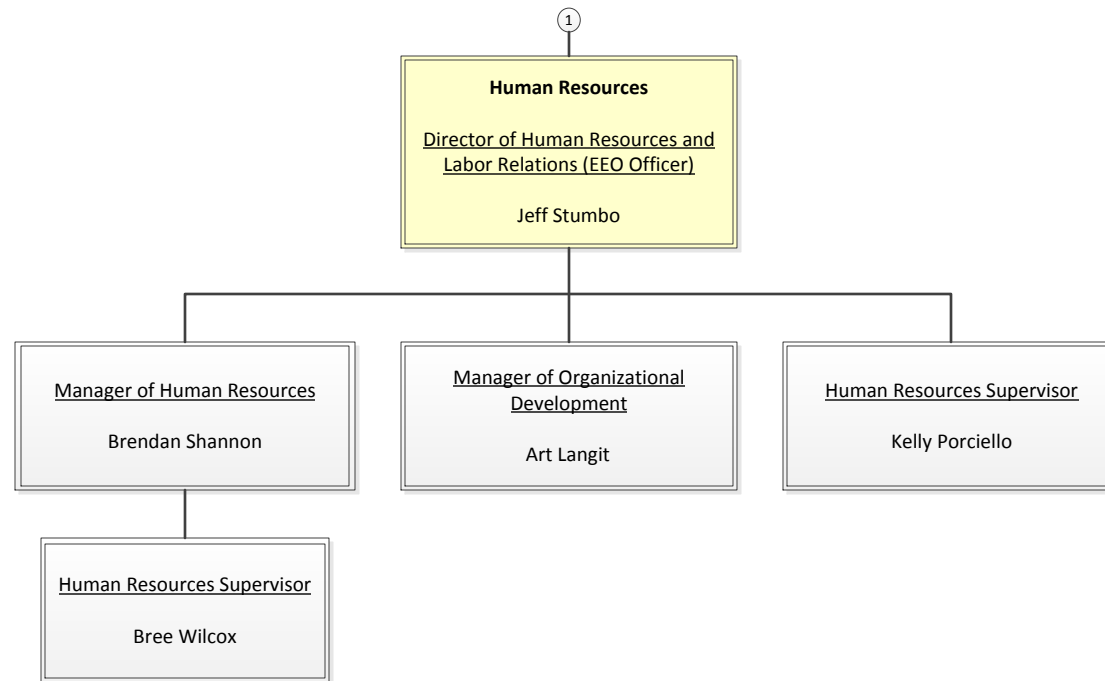 1
Human Resources
Director of Human Resources and
Labor Relations (EEO Officer)
Jeff Stumbo
Manager of Human Resources
Brendan Shannon
Manager of Organizational
Development
Art Langit
Human Resources Supervisor
Kelly Porciello
Human Resources Supervisor
Bree Wilcox